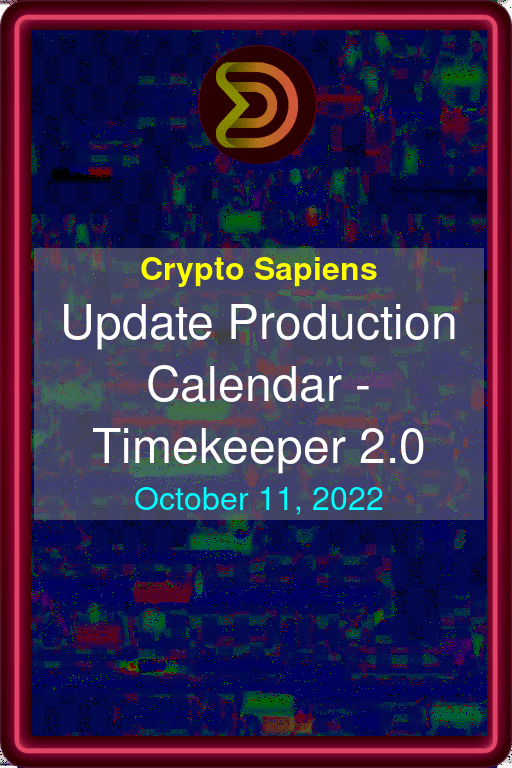 Crypto Sapiens
Update Production
Calendar -
Timekeeper 2.0
October 11, 2022